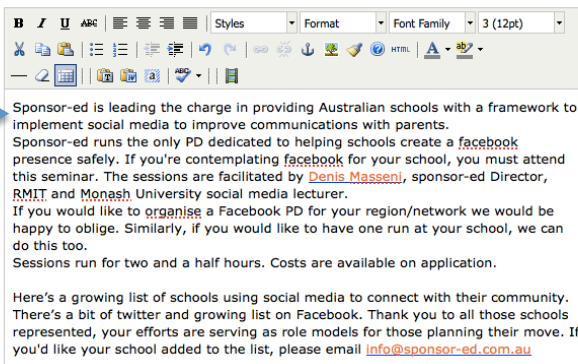 B I U ABC Styles Format Font Family 3 (12pt)
HTML A ab
a ABC
Sponsor-ed is leading the charge in providing Australian schools with a framework to
implement social media to improve communications with parents.
Sponsor-ed runs the only PD dedicated to helping schools create a facebook
presence safely. If you're contemplating facebook for your school, you must attend
this seminar. The sessions are facilitated by Denis Masseni, sponsor-ed Director,
RMIT and Monash University social media lecturer.
If you would like to organise a Facebook PD for your region/network we would be
happy to oblige. Similarly, if you would like to have one run at your school, we can
do this too.
Sessions run for two and a half hours. Costs are available on application.
Here's a growing list of schools using social media to connect with their community.
There's a bit of twitter and growing list on Facebook. Thank you to all those schools
represented, your efforts are serving as role models for those planning their move. If
you'd like your school added to the list, please email info@sponsor-ed.com.au